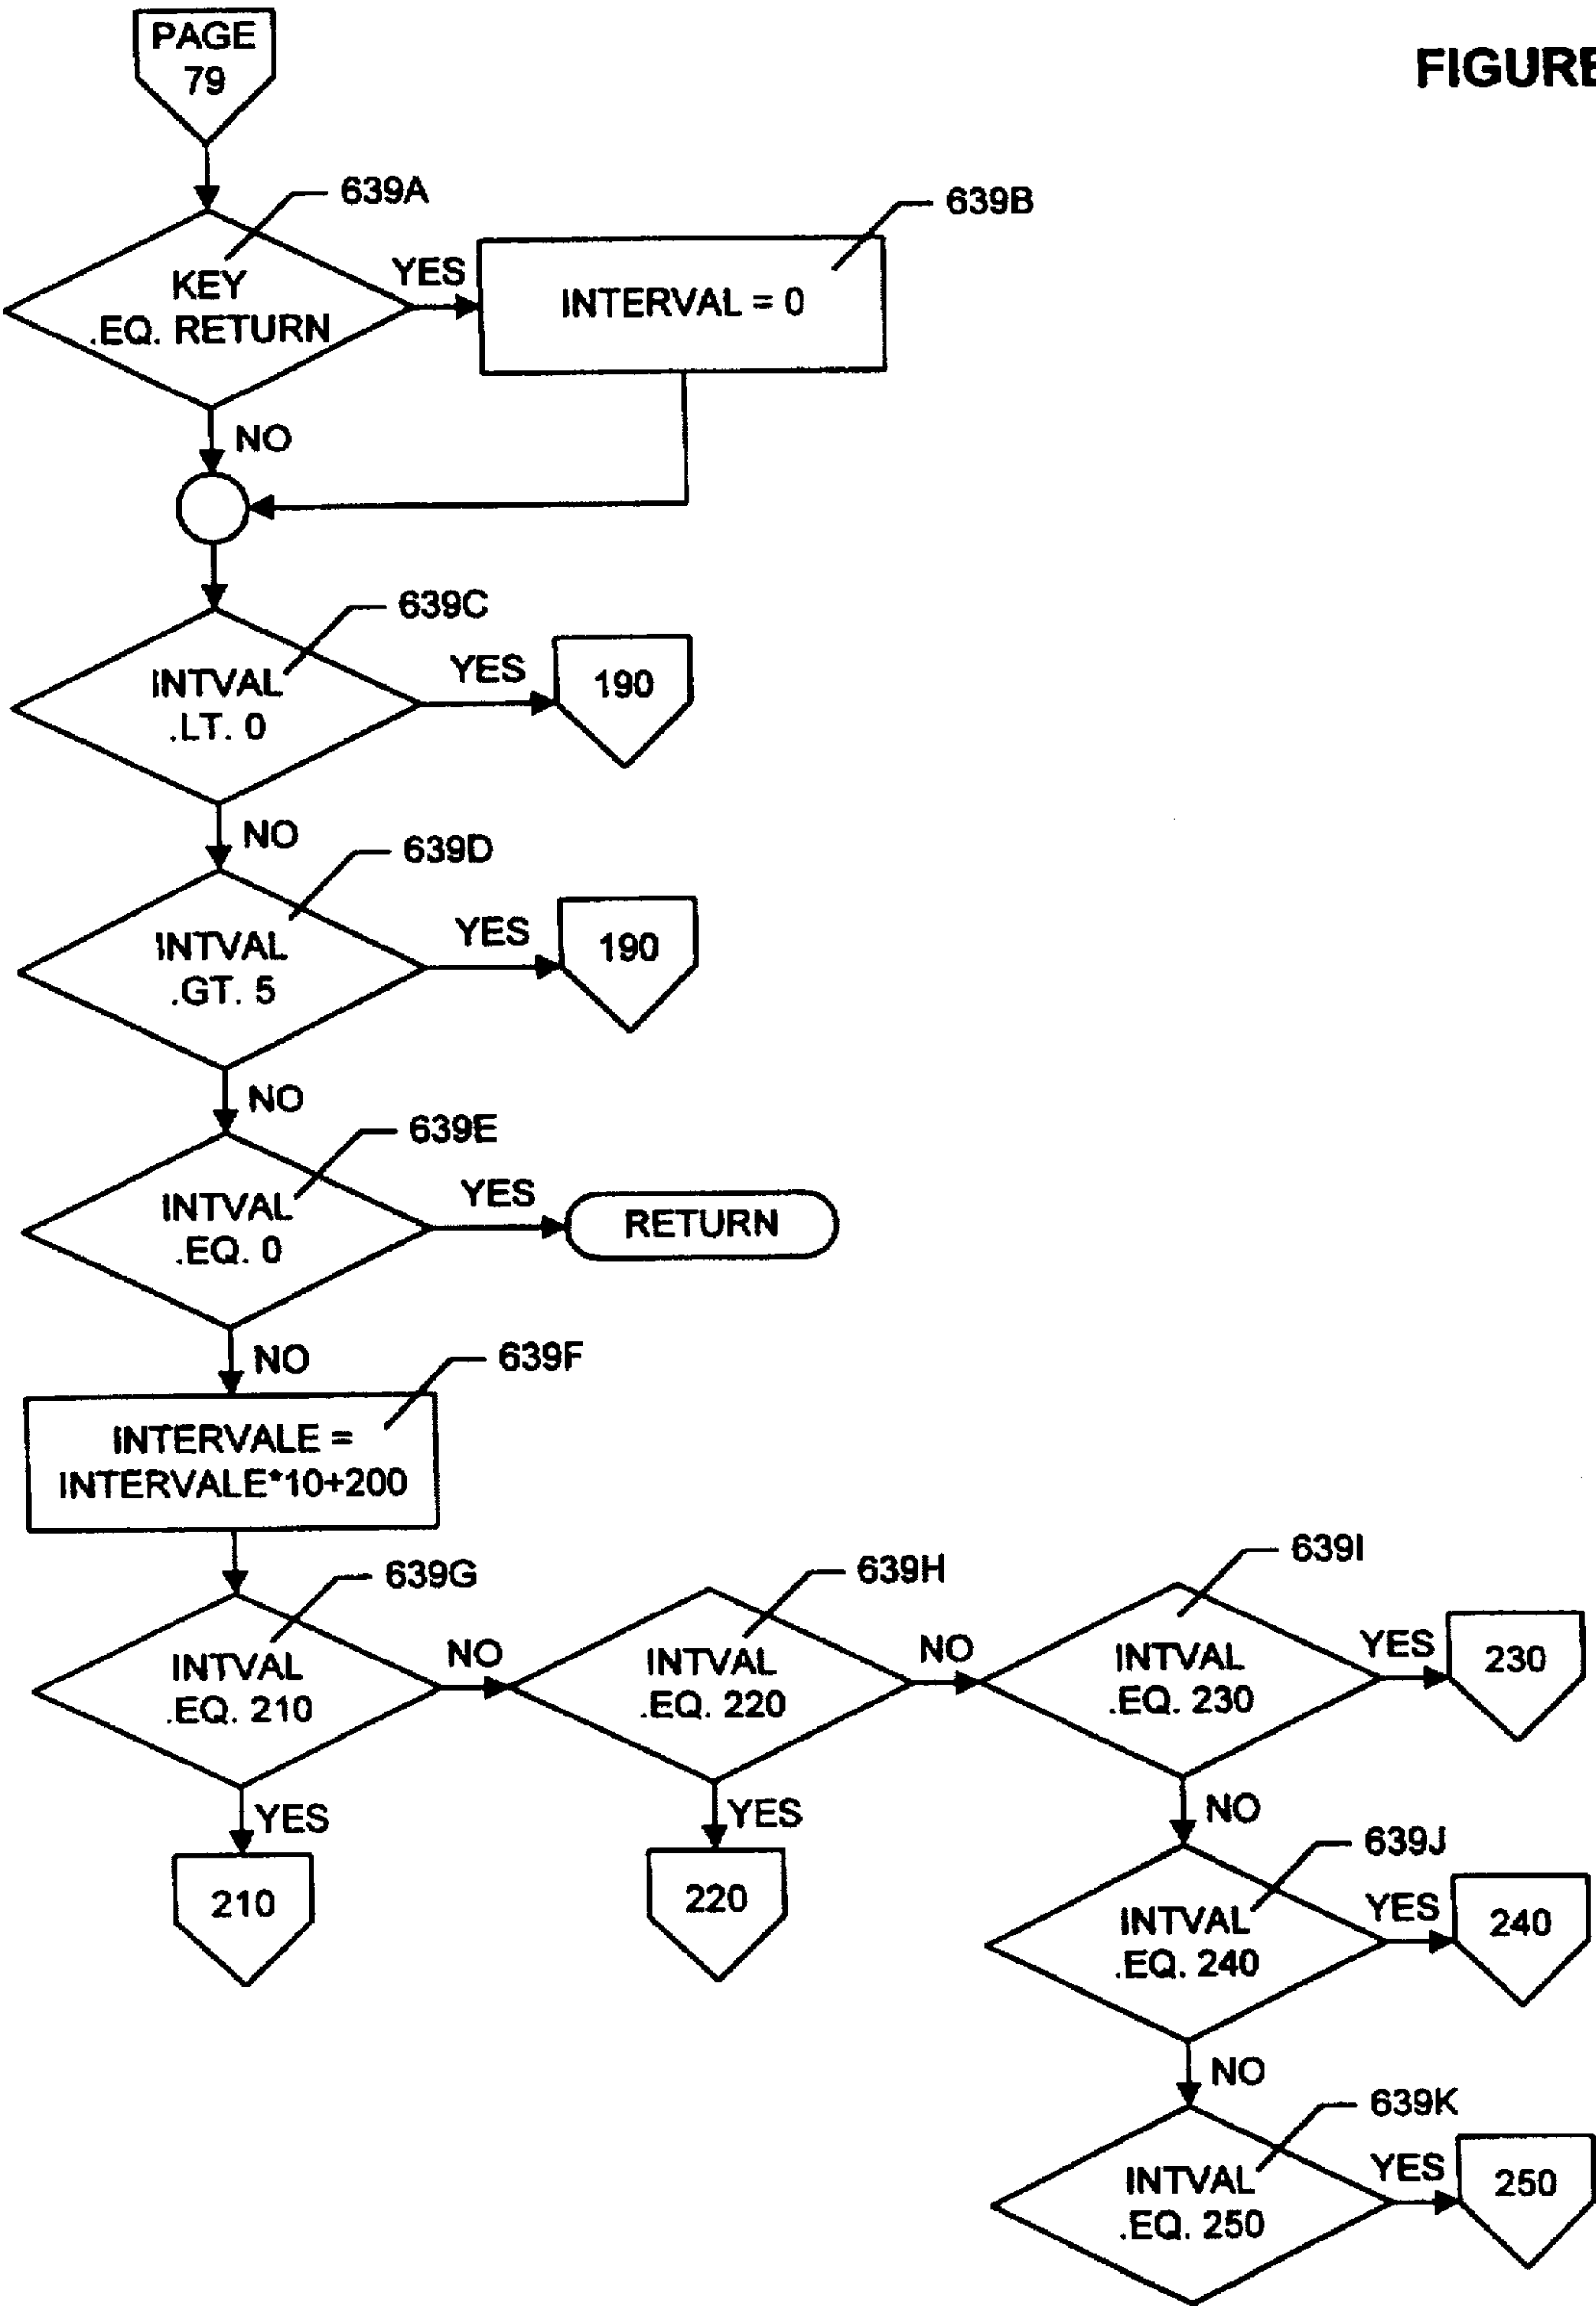 PAGE
79
FIGURE
639A
639B
KEY
.EQ. RETURN
YES
INTERVAL = 0
NO
639C
INTVAL
.LT. 0
YES
190
NO
639D
INTVAL
.GT. 5
YES
190
NO
639E
INTVAL
.EQ. 0
YES
RETURN
NO
639F
INTERVALE =
INTERVALE*10+200
639G
INTVAL
.EQ. 210
NO
639H
INTVAL
.EQ. 220
NO
639I
INTVAL
.EQ. 230
YES
230
YES
210
YES
220
NO
639J
INTVAL
.EQ. 240
YES
240
NO
639K
INTVAL
.EQ. 250
YES
250